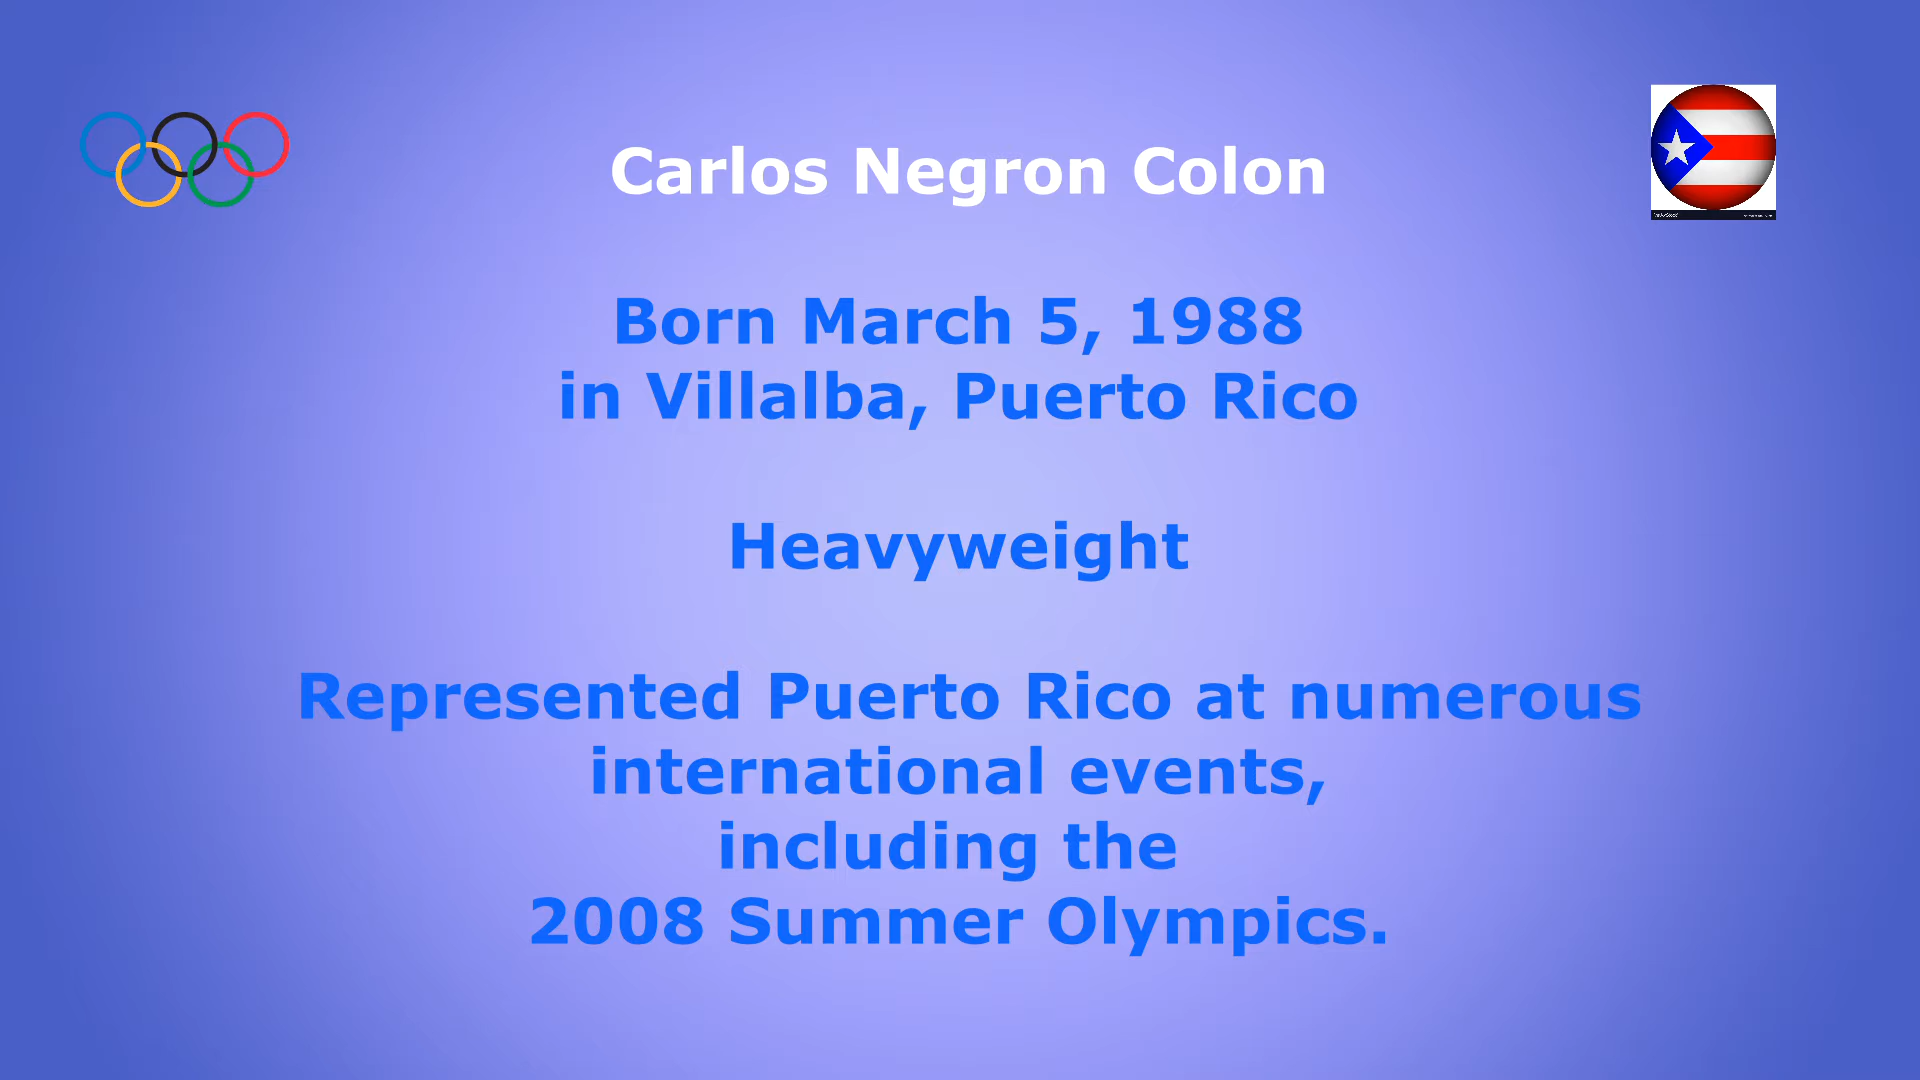 Carlos Negron Colon
Born March 5, 1988
in Villalba, Puerto Rico
Heavyweight
Represented Puerto Rico at numerous
international events,
including the
2008 Summer Olympics.